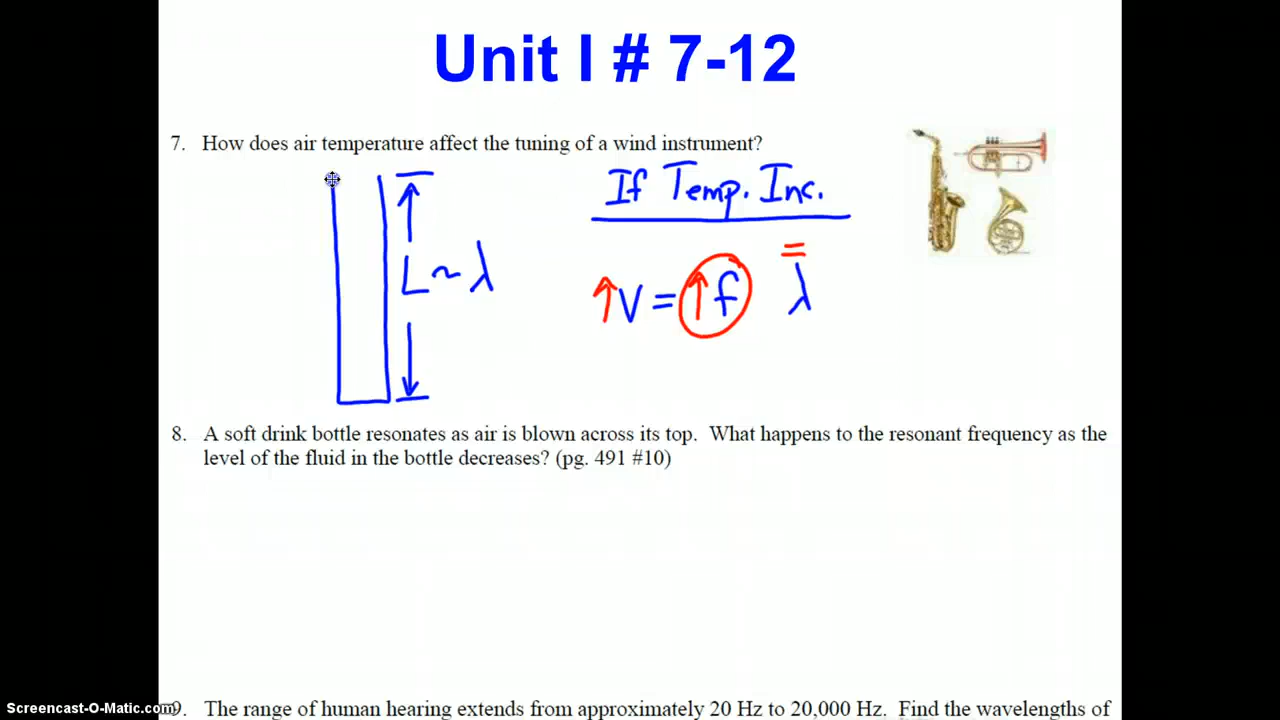 Unit I # 7-12
7. How does air temperature affect the tuning of a wind instrument?
If Temp. Inc.
L ~ λ
↑V = ↑f = λ
8. A soft drink bottle resonates as air is blown across its top. What happens to the resonant frequency as the
level of the fluid in the bottle decreases? (pg. 491 #10)
9. The range of human hearing extends from approximately 20 Hz to 20,000 Hz. Find the wavelengths of
Screencast-O-Matic.com